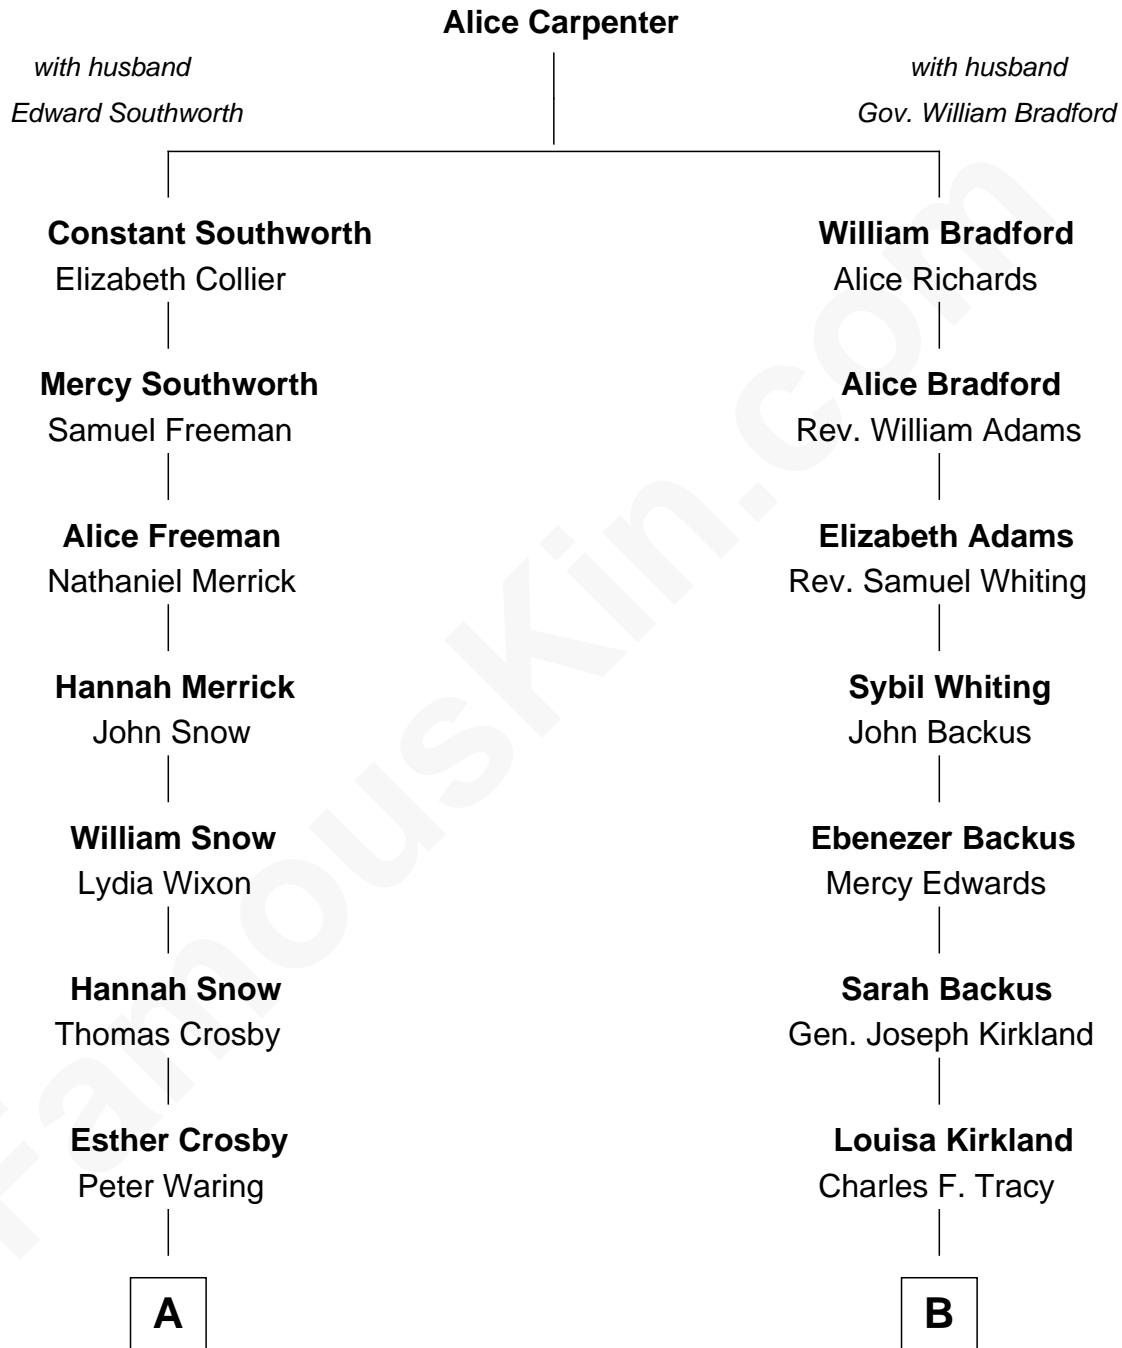 Alice Carpenter
with husband
Edward Southworth
with husband
Gov. William Bradford
Constant Southworth
Elizabeth Collier
William Bradford
Alice Richards
Mercy Southworth
Samuel Freeman
Alice Bradford
Rev. William Adams
Alice Freeman
Nathaniel Merrick
Elizabeth Adams
Rev. Samuel Whiting
Hannah Merrick
John Snow
Sybil Whiting
John Backus
William Snow
Lydia Wixon
Ebenezer Backus
Mercy Edwards
Hannah Snow
Thomas Crosby
Sarah Backus
Gen. Joseph Kirkland
Esther Crosby
Peter Waring
Louisa Kirkland
Charles F. Tracy
A
B
FamousKin.com